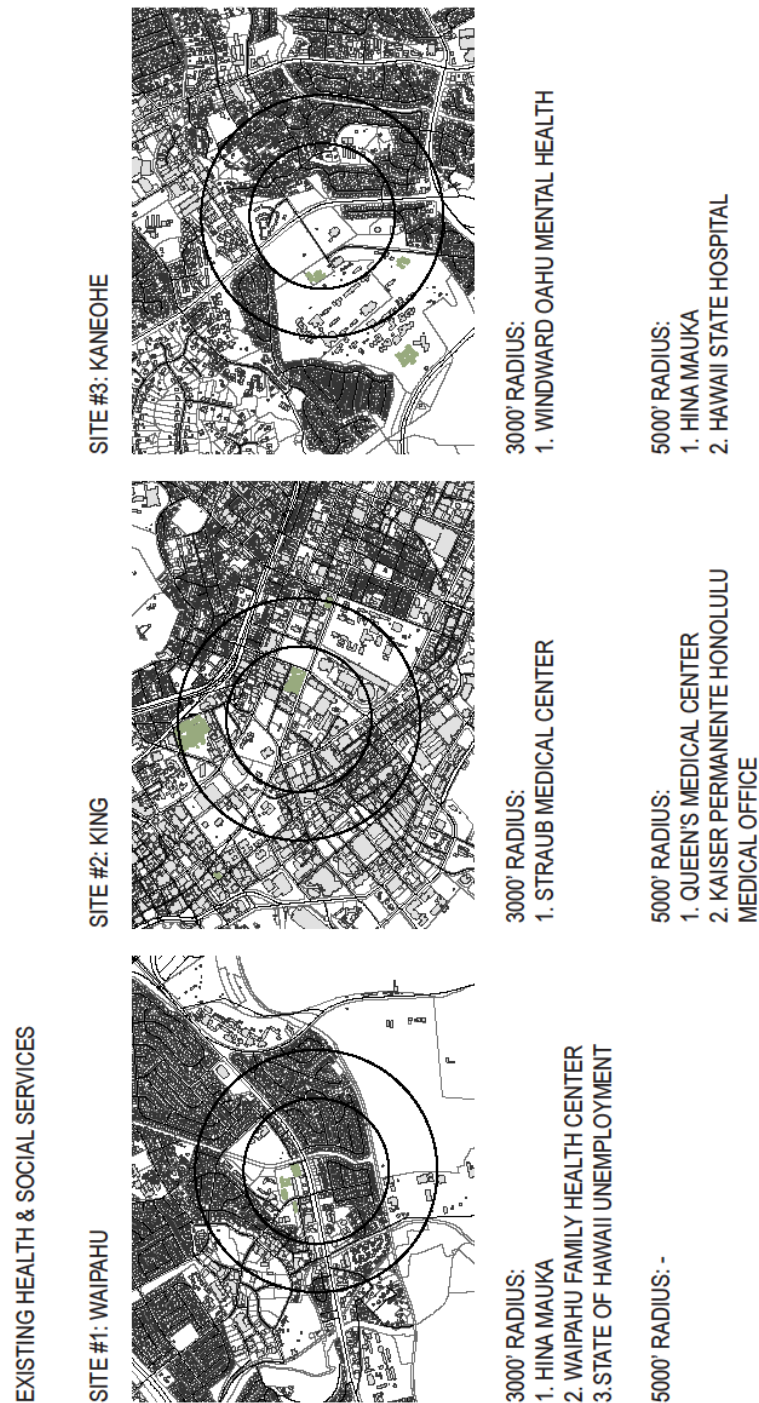 EXISTING HEALTH & SOCIAL SERVICES
SITE #1: WAIPAHU
3000' RADIUS:
1. HINA MAUKA
2. WAIPAHU FAMILY HEALTH CENTER
3.STATE OF HAWAII UNEMPLOYMENT
5000' RADIUS: -
SITE #2: KING
3000' RADIUS:
1. STRAUB MEDICAL CENTER
5000' RADIUS:
1. QUEEN'S MEDICAL CENTER
2. KAISER PERMANENTE HONOLULU
MEDICAL OFFICE
SITE #3: KANEOHE
3000' RADIUS:
1. WINDWARD OAHU MENTAL HEALTH
5000' RADIUS:
1. HINA MAUKA
2. HAWAII STATE HOSPITAL